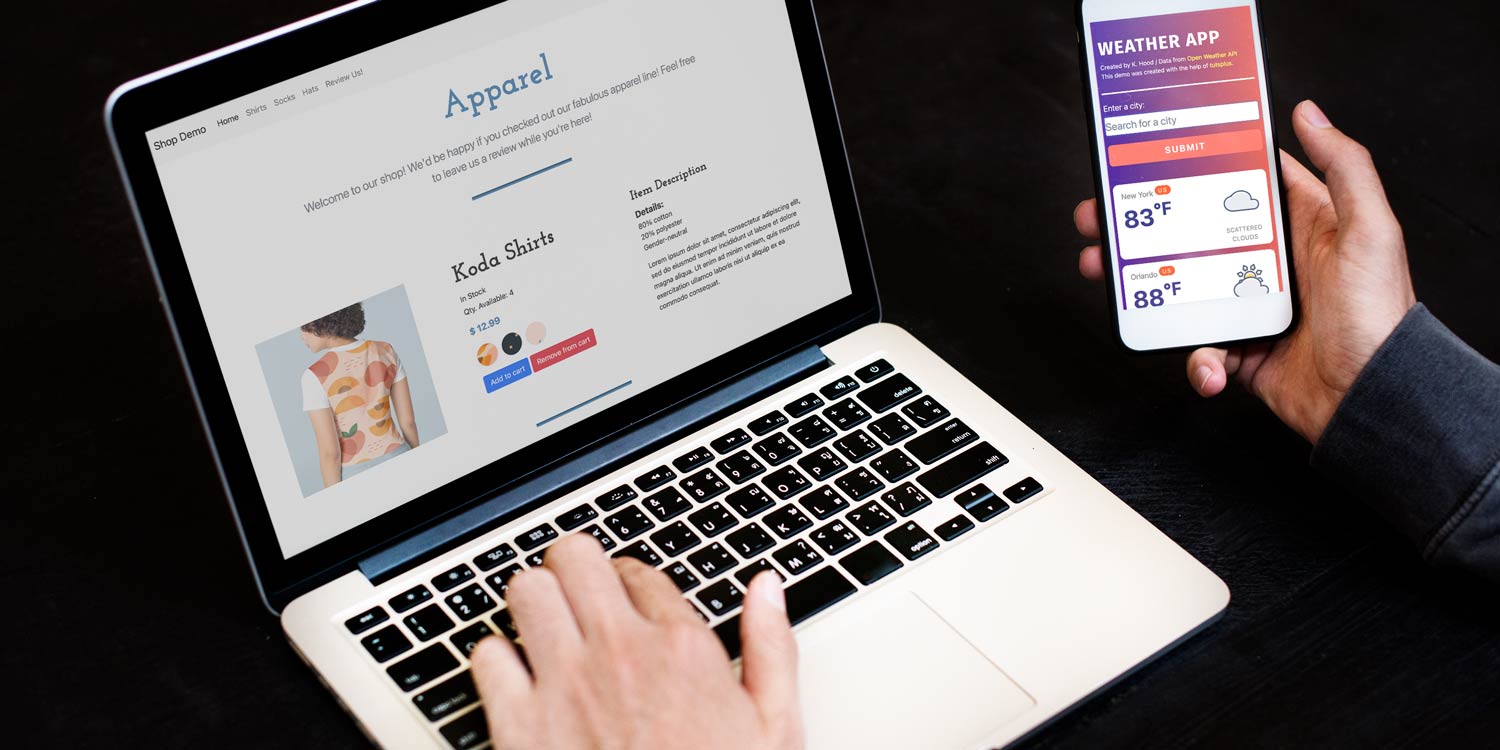 Shop Demo Home Shirts Socks Hats Review Us!
Apparel
Welcome to our shop! We'd be happy if you checked out our fabulous apparel line! Feel free
to leave us a review while you're here!
Koda Shirts
In Stock
Qty. Available: 4
$ 12.99
Add to cart Remove from cart
Item Description
Details:
80% cotton
20% polyester
Gender-neutral
Lorem ipsum dolor sit amet, consectetur adipiscing elit,
sed do eiusmod tempor incididunt ut labore et dolore
magna aliqua. Ut enim ad minim veniam, quis nostrud
exercitation ullamco laboris nisi ut aliquip ex ea
commodo consequat.
WEATHER APP
Created by K. Hood / Data from Open Weather API
This demo was created with the help of tutsplus.
Enter a city:
Search for a city
SUBMIT
New York US
83°F
SCATTERED
CLOUDS
Orlando US
88°F
delete
enter
return
shift
option